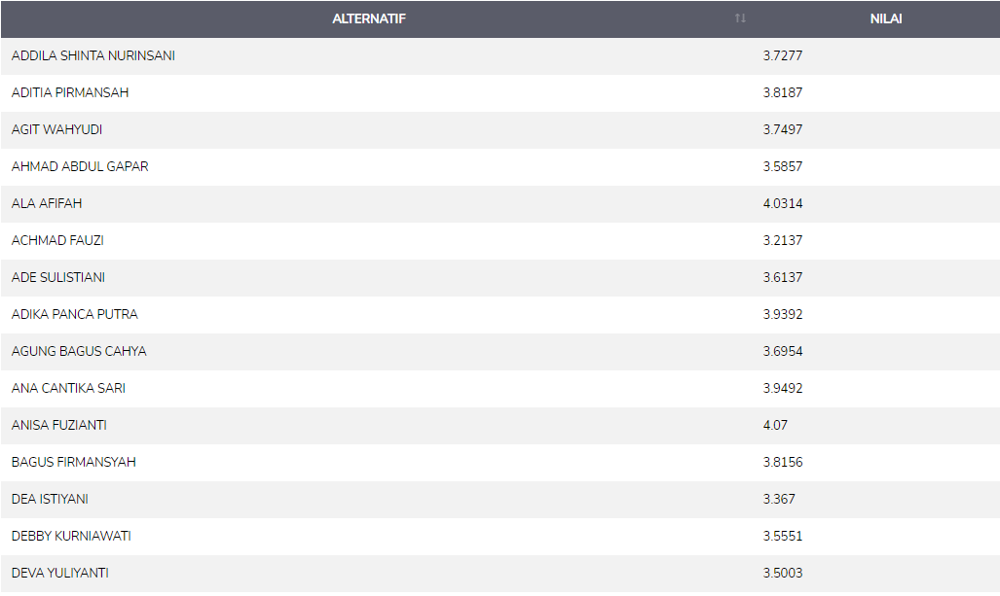 ALTERNATIF NILAI
ADDILA SHINTA NURINSANI 3.7277
ADITIA PIRMANSAH 3.8187
AGIT WAHYUDI 3.7497
AHMAD ABDUL GAPAR 3.5857
ALA AFIFAH 4.0314
ACHMAD FAUZI 3.2137
ADE SULISTIANI 3.6137
ADIKA PANCA PUTRA 3.9392
AGUNG BAGUS CAHYA 3.6954
ANA CANTIKA SARI 3.9492
ANISA FUZIANTI 4.07
BAGUS FIRMANSYAH 3.8156
DEA ISTIYANI 3.367
DEBBY KURNIAWATI 3.5551
DEVA YULIYANTI 3.5003